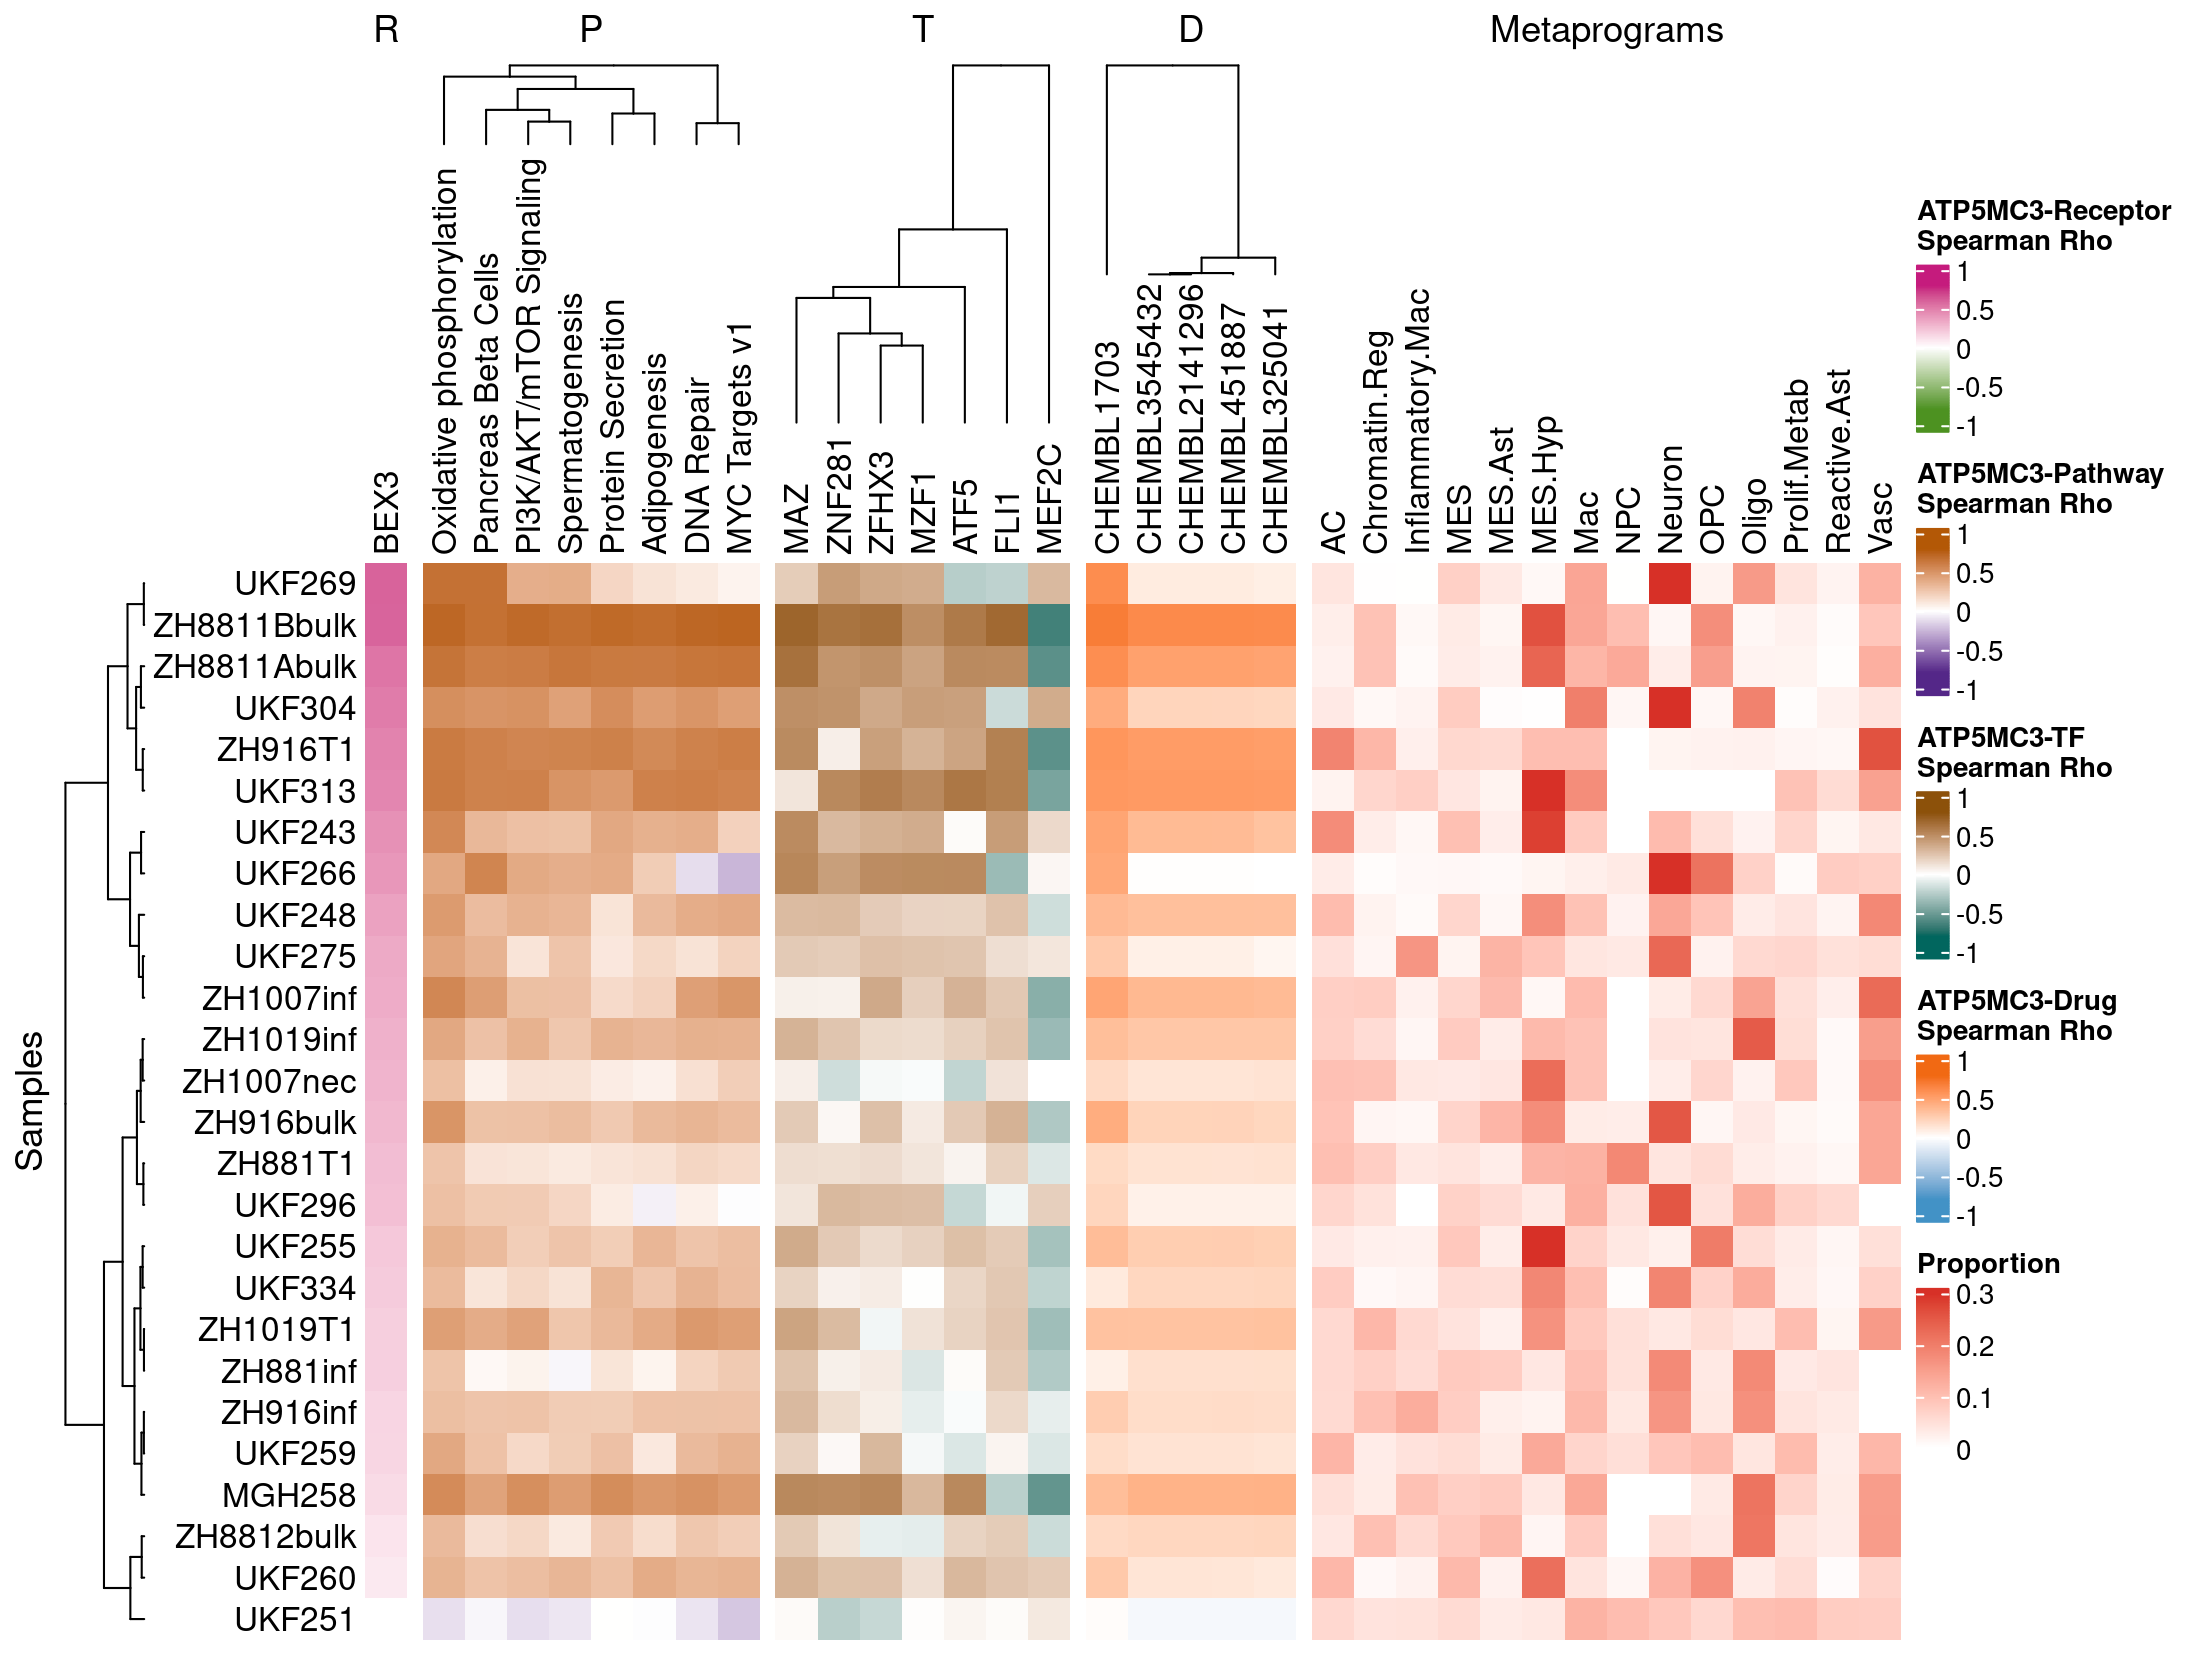 R
P
T
D
Metaprograms
BEX3
Oxidative phosphorylation
Pancreas Beta Cells
PI3K/AKT/mTOR Signaling
Spermatogenesis
Protein Secretion
Adipogenesis
DNA Repair
MYC Targets v1
MAZ
ZNF281
ZFHX3
MZF1
ATF5
FLI1
MEF2C
CHEMBL1703
CHEMBL3545432
CHEMBL2141296
CHEMBL451887
CHEMBL325041
AC
Chromatin.Reg
Inflammatory.Mac
MES
MES.Ast
MES.Hyp
Mac
NPC
Neuron
OPC
Oligo
Prolif.Metab
Reactive.Ast
Vasc
Samples
UKF269
ZH8811Bbulk
ZH8811Abulk
UKF304
ZH916T1
UKF313
UKF243
UKF266
UKF248
UKF275
ZH1007inf
ZH1019inf
ZH1007nec
ZH916bulk
ZH881T1
UKF296
UKF255
UKF334
ZH1019T1
ZH881inf
ZH916inf
UKF259
MGH258
ZH8812bulk
UKF260
UKF251
ATP5MC3-Receptor
Spearman Rho
1
0.5
0
-0.5
-1
ATP5MC3-Pathway
Spearman Rho
1
0.5
0
-0.5
-1
ATP5MC3-TF
Spearman Rho
1
0.5
0
-0.5
-1
ATP5MC3-Drug
Spearman Rho
1
0.5
0
-0.5
-1
Proportion
0.3
0.2
0.1
0